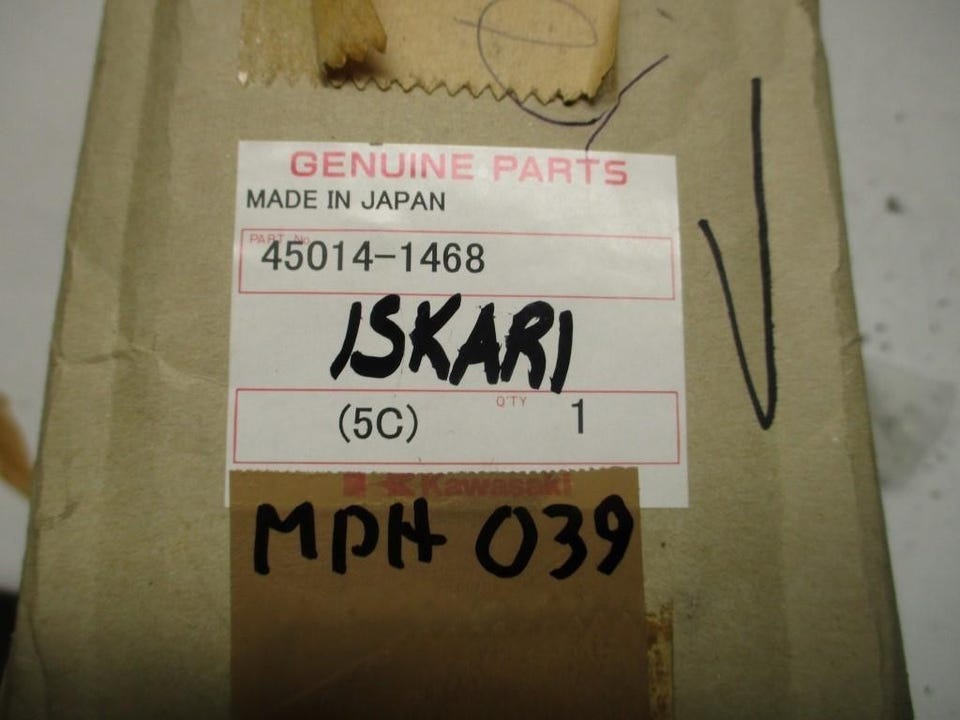 GENUINE PARTS
MADE IN JAPAN
PART No.
45014-1468
ISKARI
Q'TY
(5C) 1
Kawasaki
MPH 039